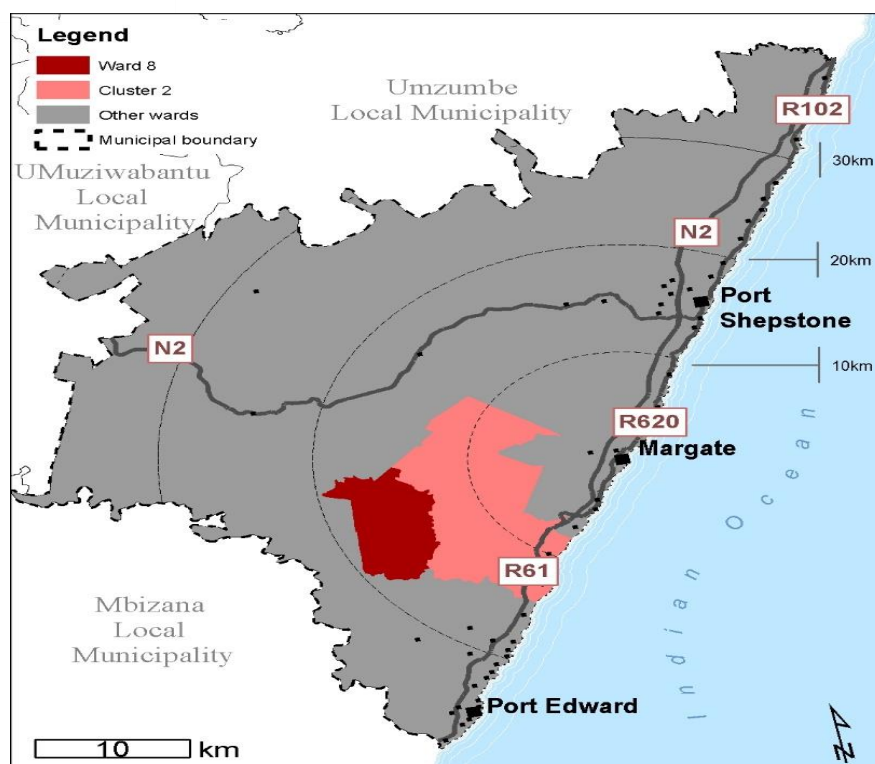 Legend
Ward 8
Cluster 2
Other wards
Municipal boundary
Umzumbe
Local Municipality
UMuziwabantu
Local
Municipality
R102
30km
N2
20km
Port
Shepstone
N2
10km
R620
Margate
R61
Mbizana
Local
Municipality
Indian Ocean
Port Edward
10 km
N